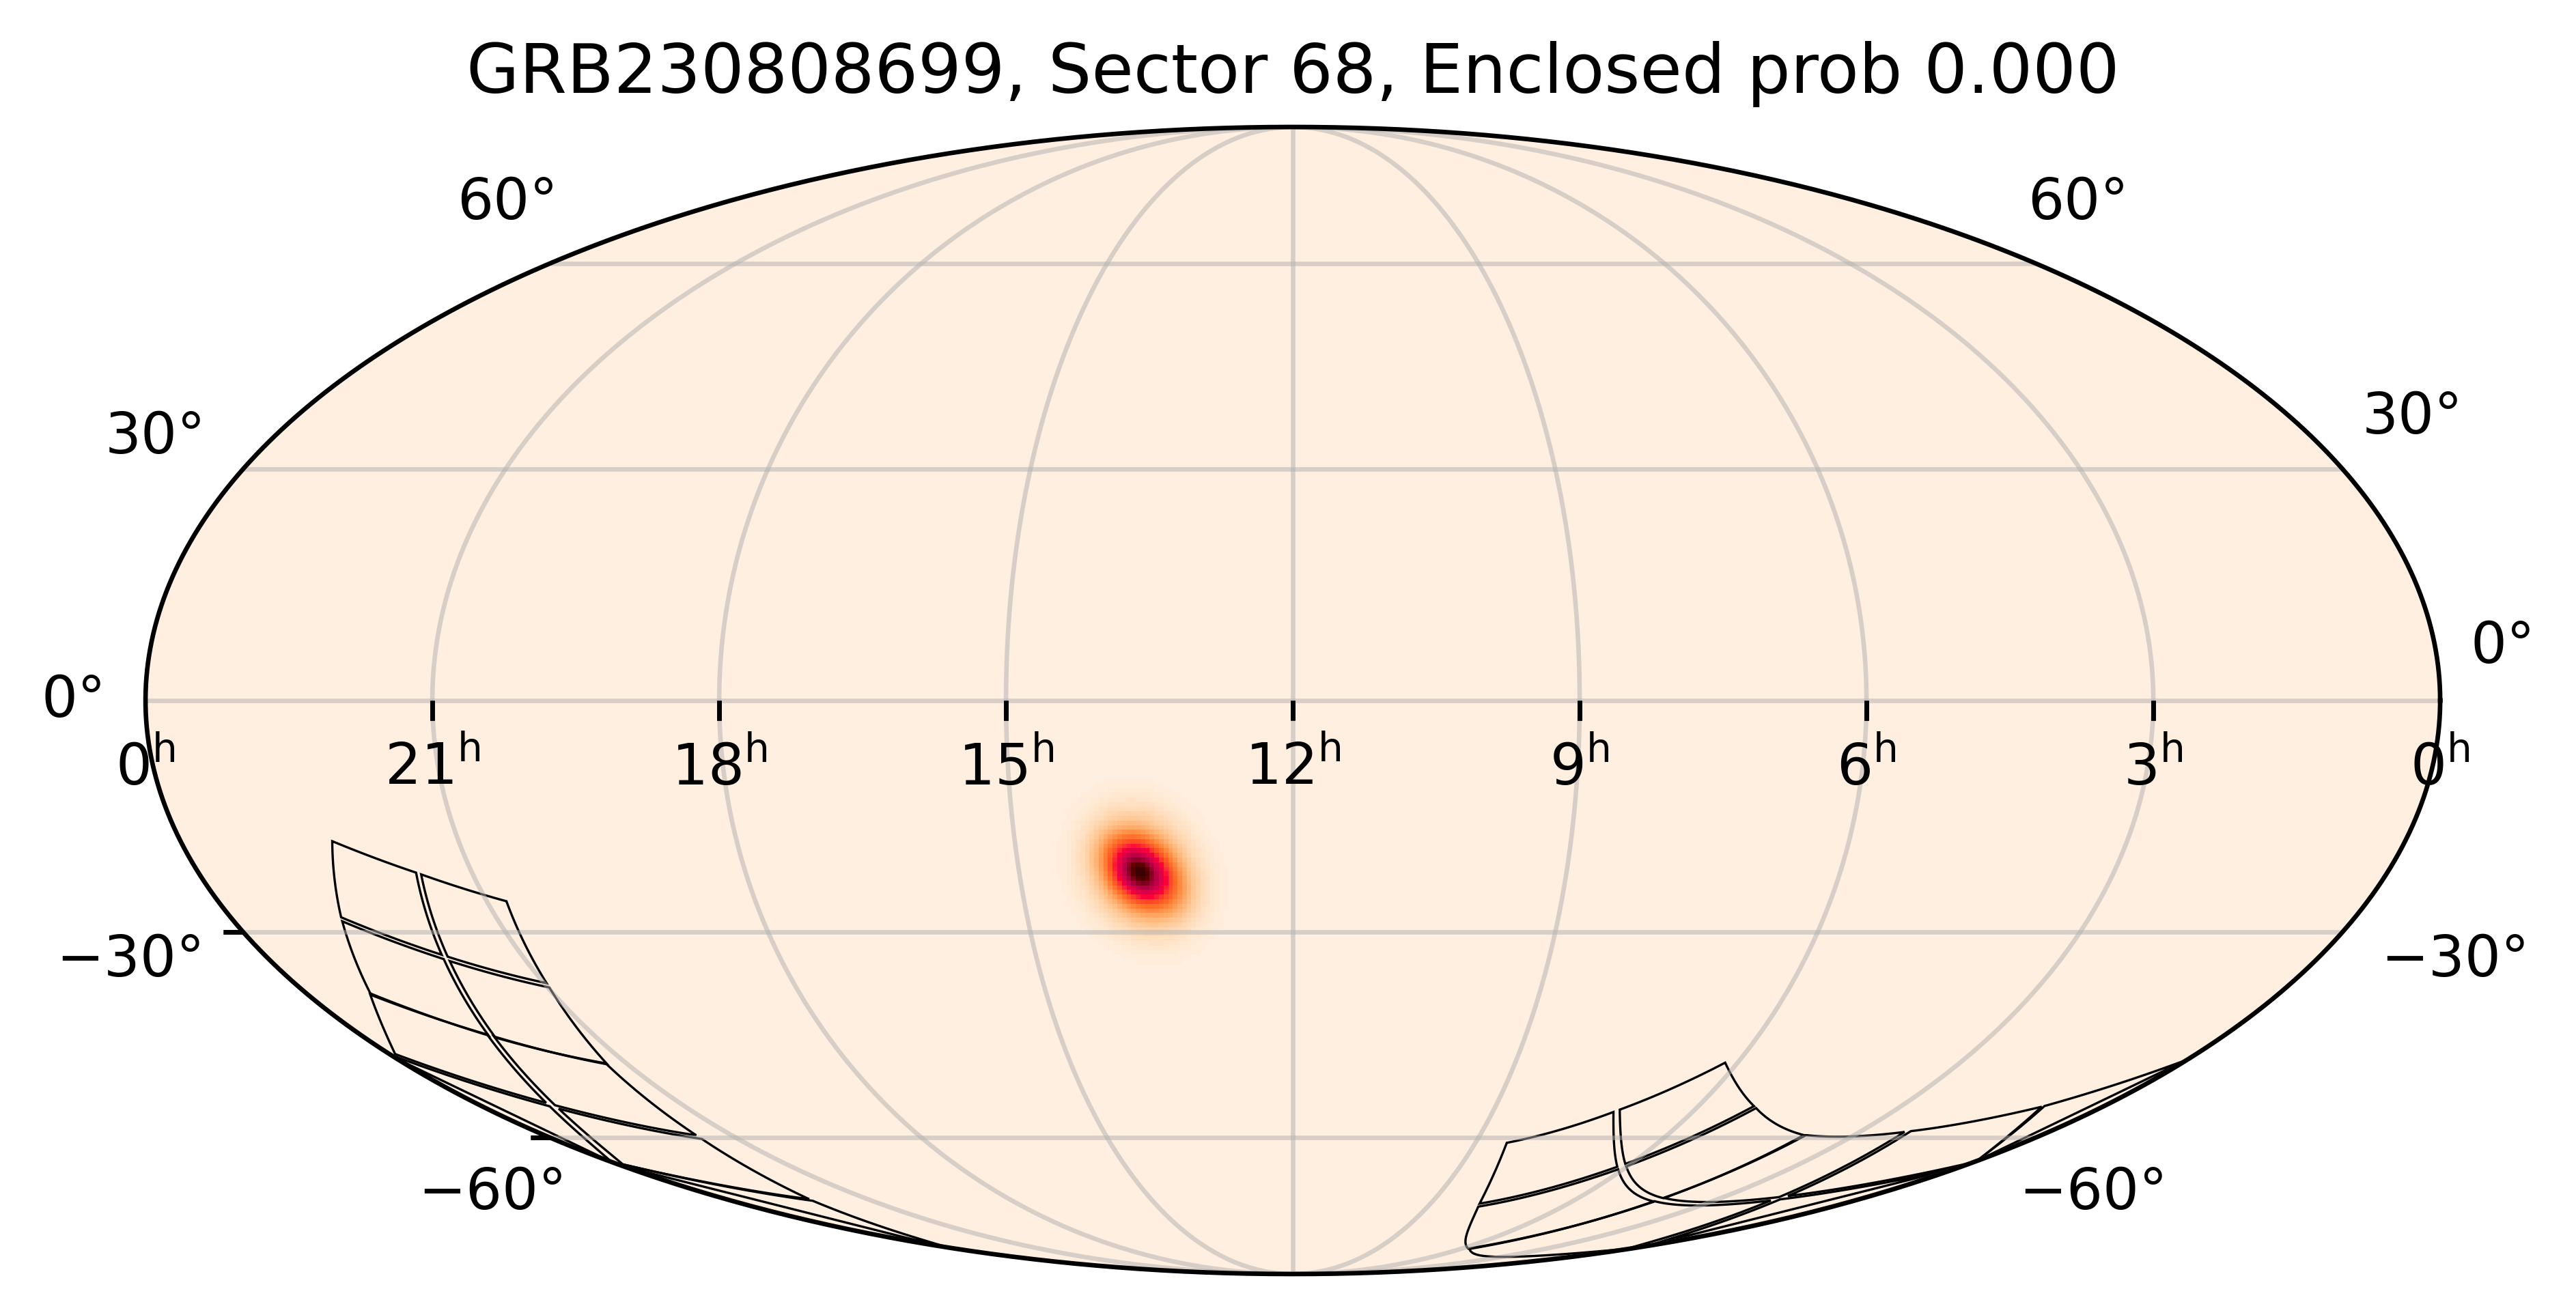 GRB230808699, Sector 68, Enclosed prob 0.000
60° 60°
30° 30°
0° 0°
0ʰ 21ʰ 18ʰ 15ʰ 12ʰ 9ʰ 6ʰ 3ʰ 0ʰ
−30° −30°
−60° −60°